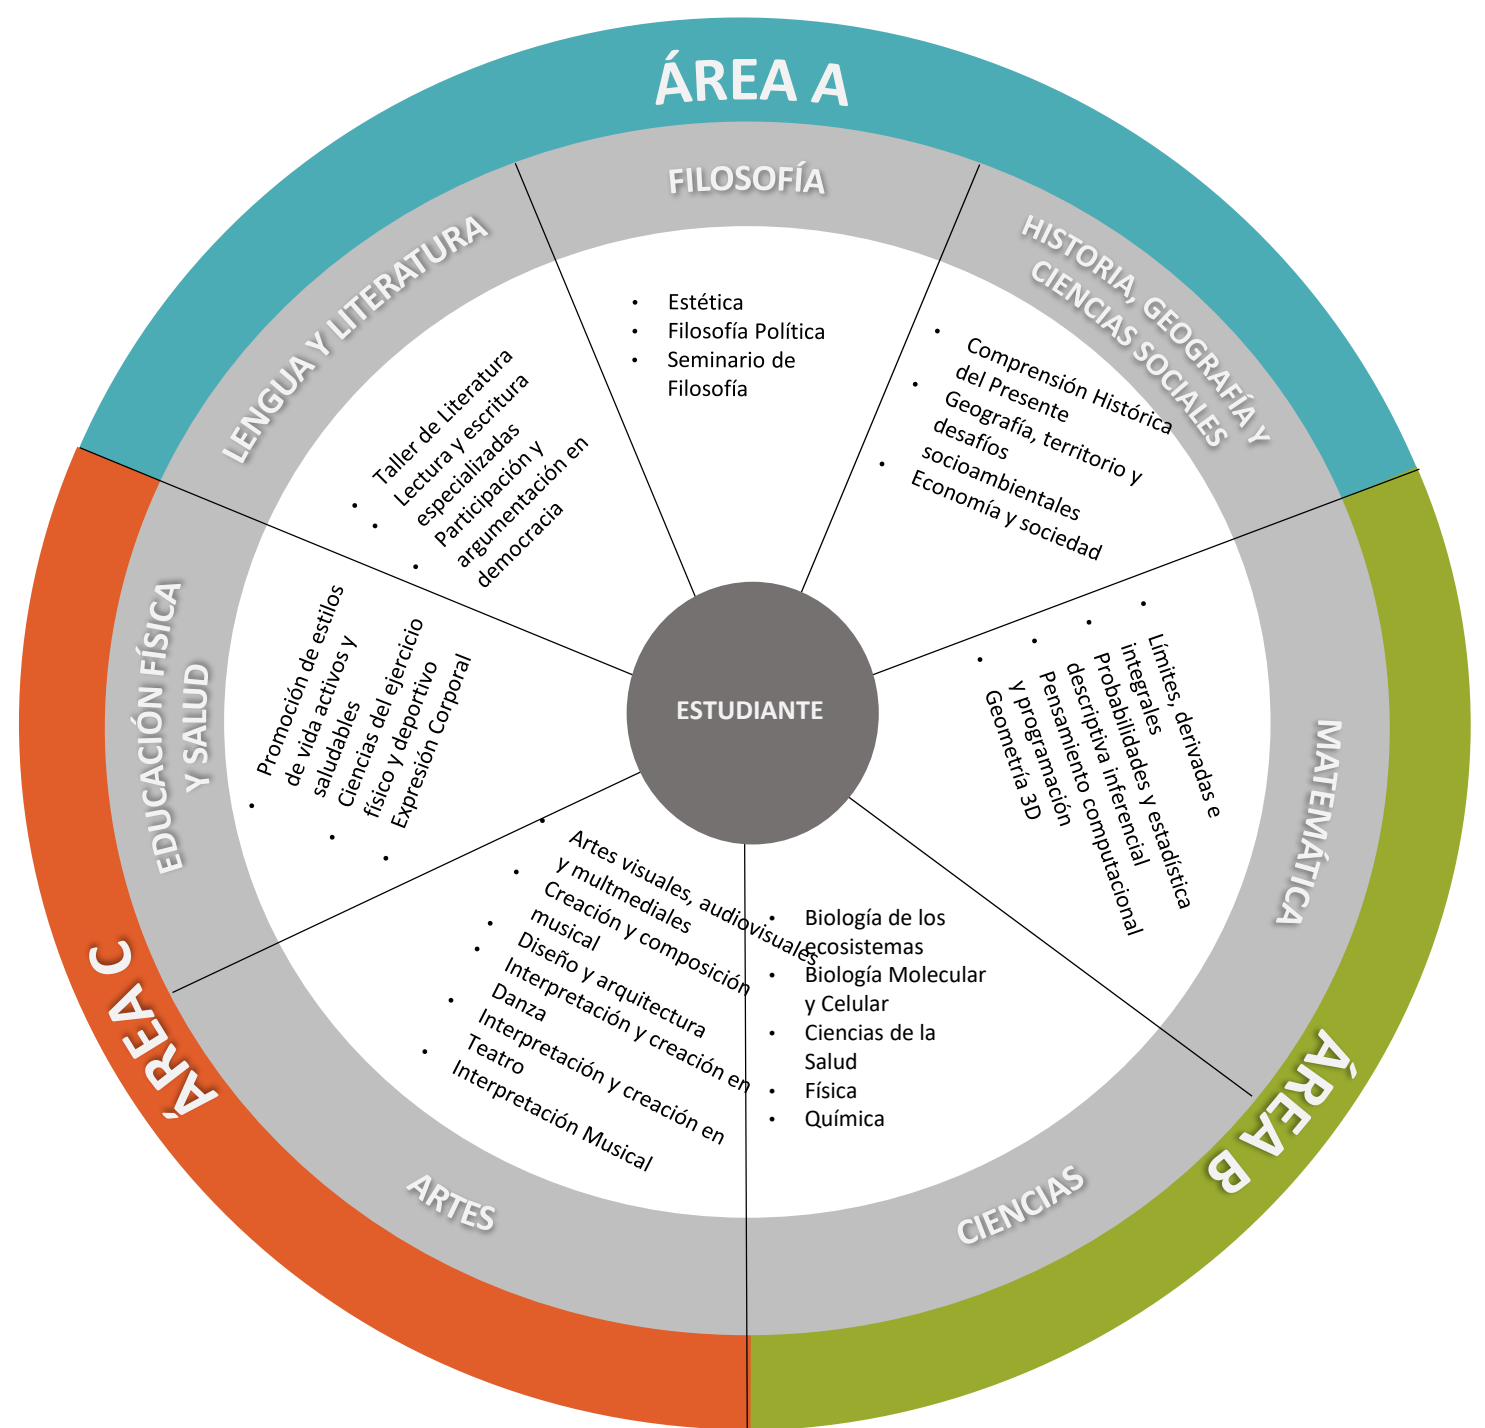 ÁREA A
FILOSOFÍA
• Estética
• Filosofía Política
• Seminario de
Filosofía
HISTORIA, GEOGRAFÍA Y
CIENCIAS SOCIALES
• Comprensión Histórica
del Presente
• Geografía, territorio y
desafíos
socioambientales
• Economía y sociedad
LENGUA Y LITERATURA
• Taller de Literatura
• Lectura y escritura
especializadas
• Participación y
argumentación en
democracia
ESTUDIANTE
ÁREA B
MATEMÁTICA
• Límites, derivadas e
integrales
• Probabilidades y estadística
descriptiva inferencial
• Pensamiento computacional
y programación
• Geometría 3D
CIENCIAS
• Biología de los
ecosistemas
• Biología Molecular
y Celular
• Ciencias de la
Salud
• Física
• Química
ÁREA C
EDUCACIÓN FÍSICA
Y SALUD
• Promoción de estilos
de vida activos y
saludables
• Ciencias del ejercicio
físico y deportivo
• Expresión Corporal
ARTES
• Artes visuales, audiovisuales
y multmediales
• Creación y composición
musical
• Diseño y arquitectura
• Interpretación y creación en
Danza
• Interpretación y creación en
Teatro
• Interpretación Musical